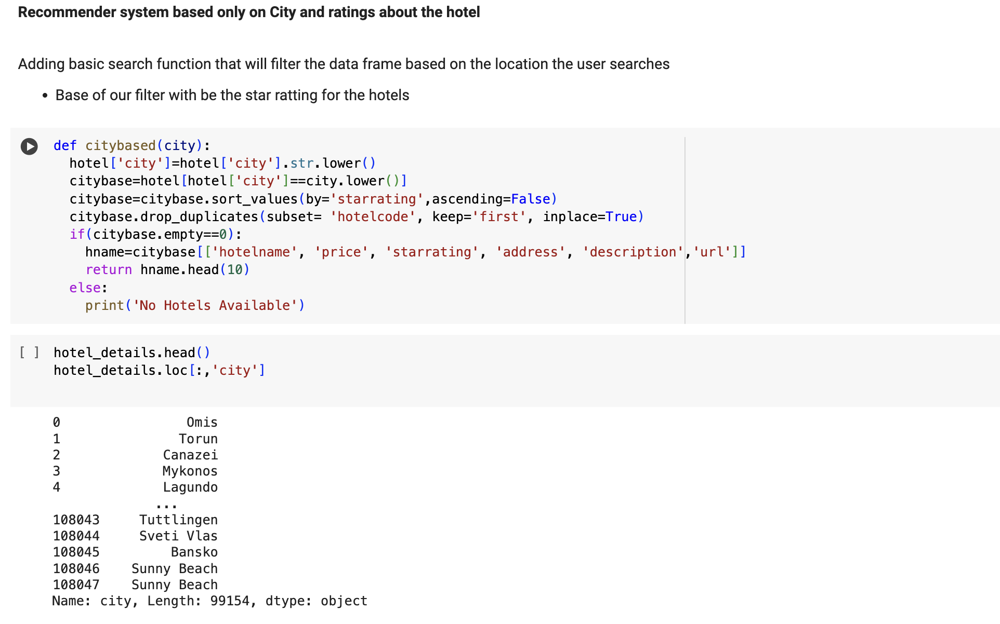 Recommender system based only on City and ratings about the hotel
Adding basic search function that will filter the data frame based on the location the user searches
• Base of our filter with be the star ratting for the hotels
def citybased(city):
  hotel['city']=hotel['city'].str.lower()
  citybase=hotel[hotel['city']==city.lower()]
  citybase=citybase.sort_values(by='starrating',ascending=False)
  citybase.drop_duplicates(subset= 'hotelcode', keep='first', inplace=True)
  if(citybase.empty==0):
    hname=citybase[['hotelname', 'price', 'starrating', 'address', 'description','url']]
    return hname.head(10)
  else:
    print('No Hotels Available')
[ ] hotel_details.head()
hotel_details.loc[:,'city']
0                Omis
1               Torun
2             Canazei
3             Mykonos
4             Lagundo
             ...
108043     Tuttlingen
108044     Sveti Vlas
108045         Bansko
108046    Sunny Beach
108047    Sunny Beach
Name: city, Length: 99154, dtype: object